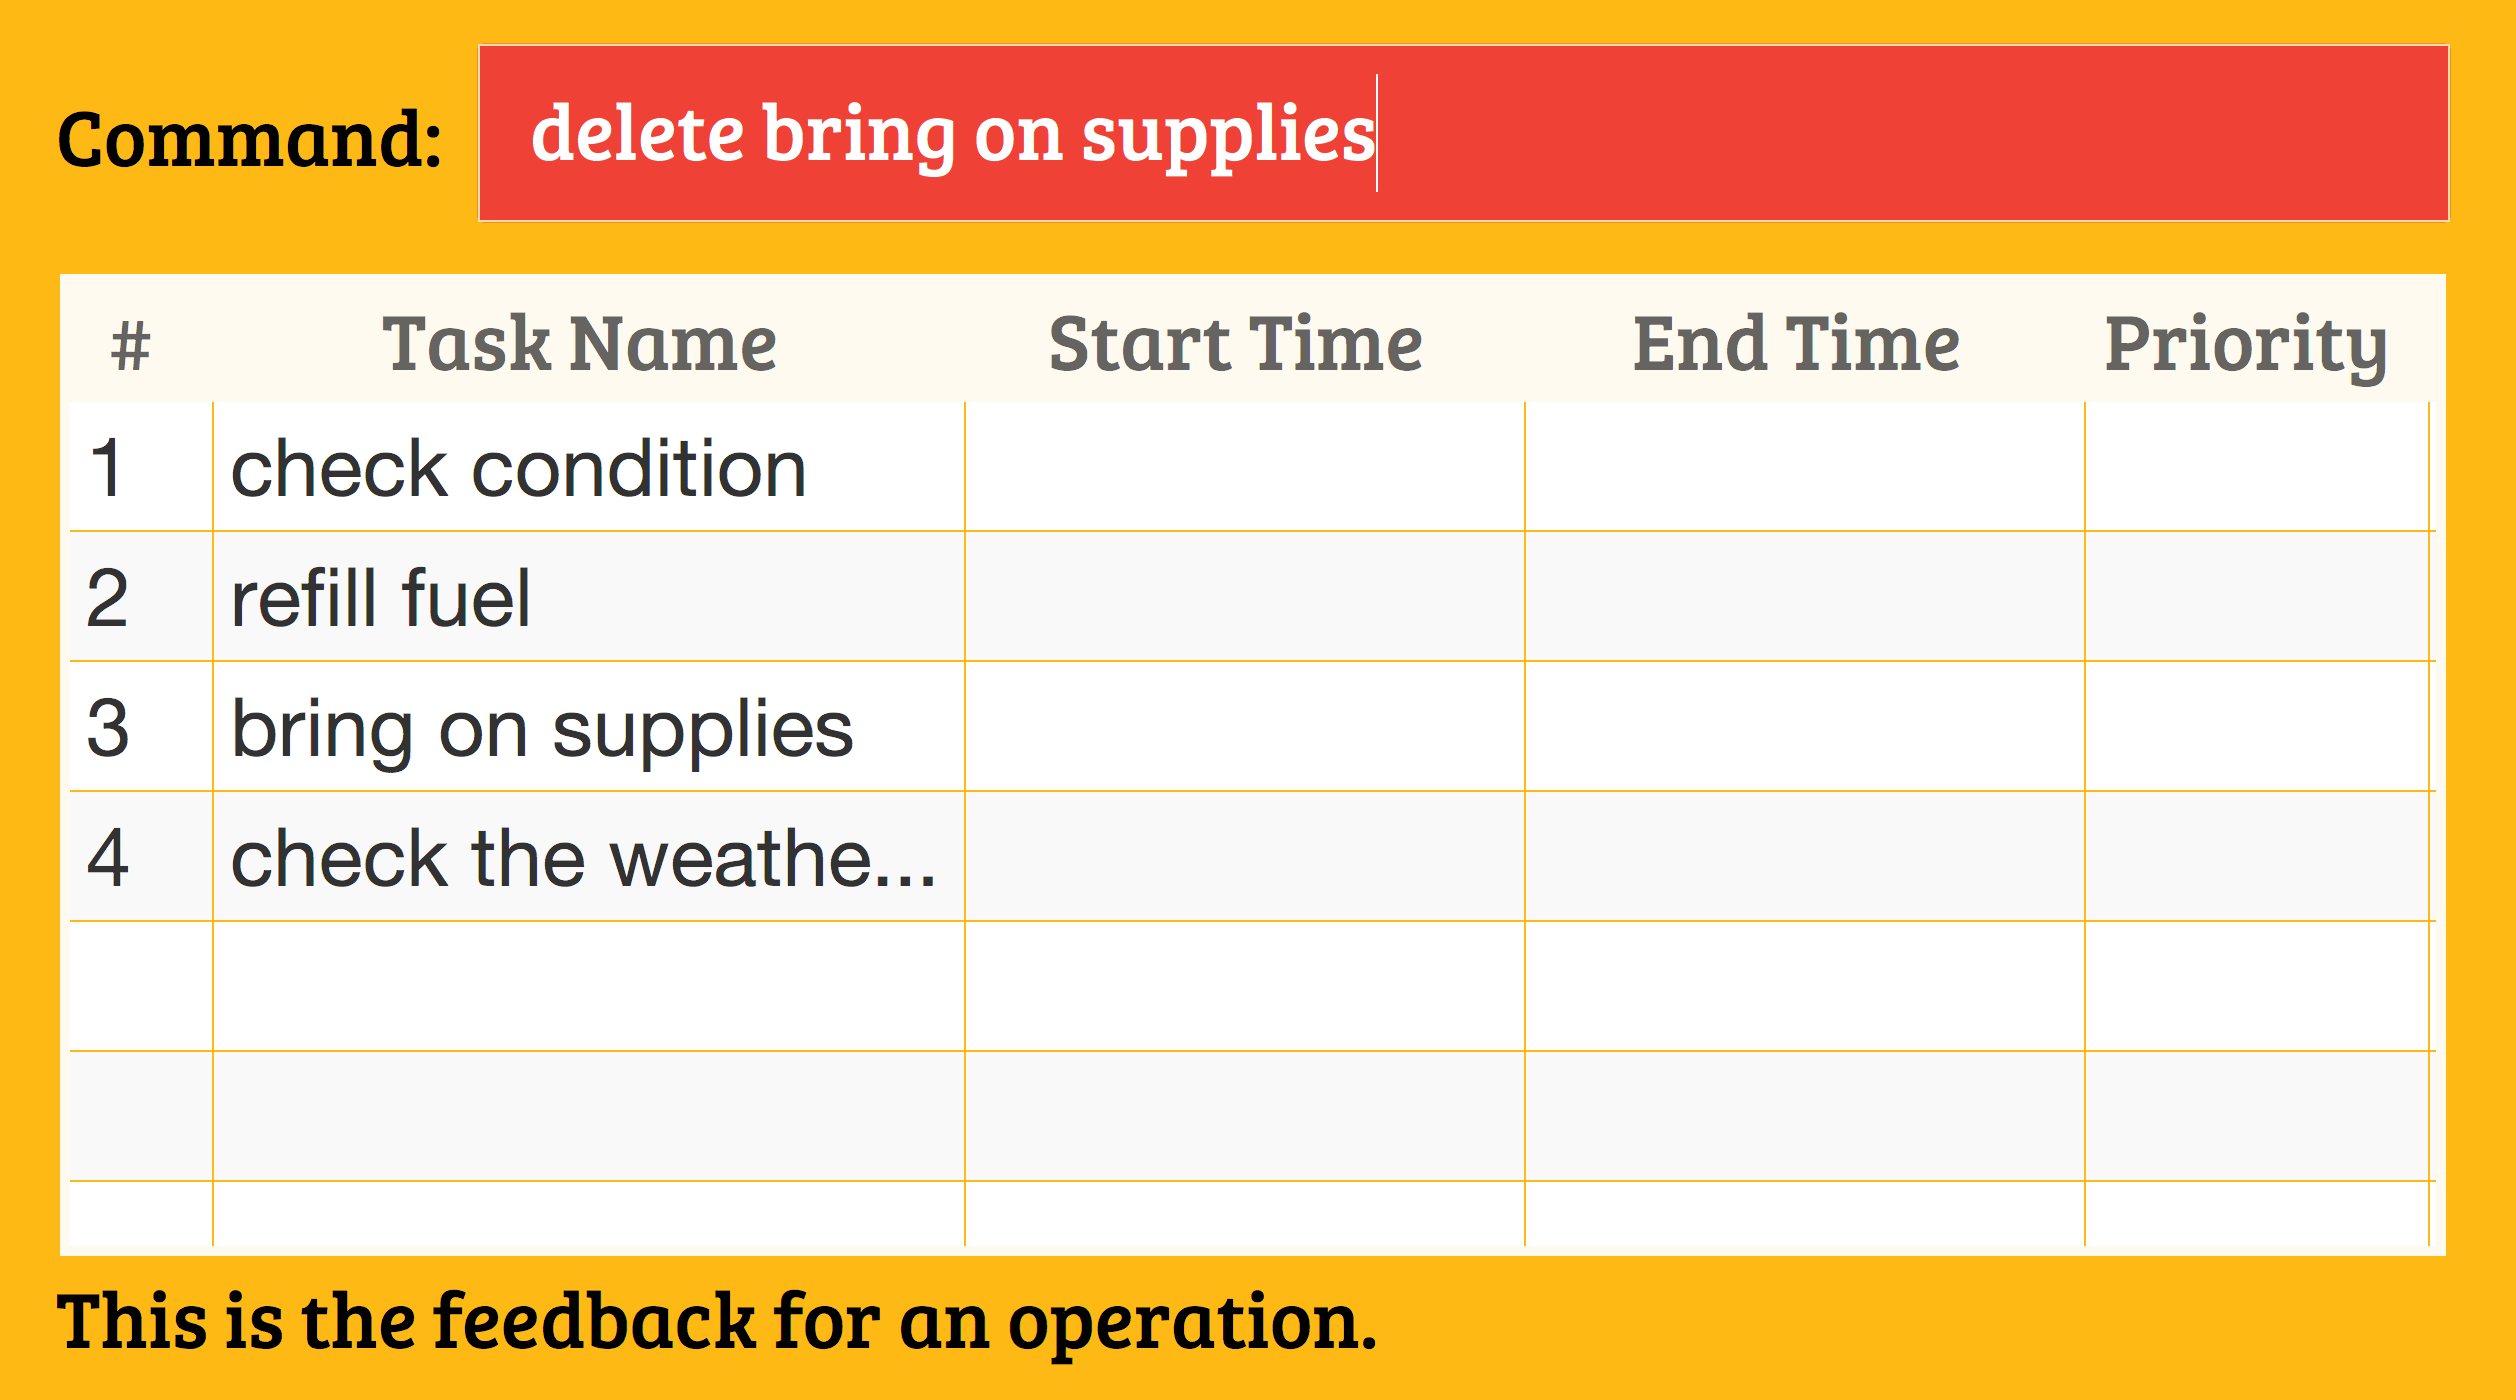 Command: delete bring on supplies
# Task Name Start Time End Time Priority
1 check condition
2 refill fuel
3 bring on supplies
4 check the weathe...
This is the feedback for an operation.